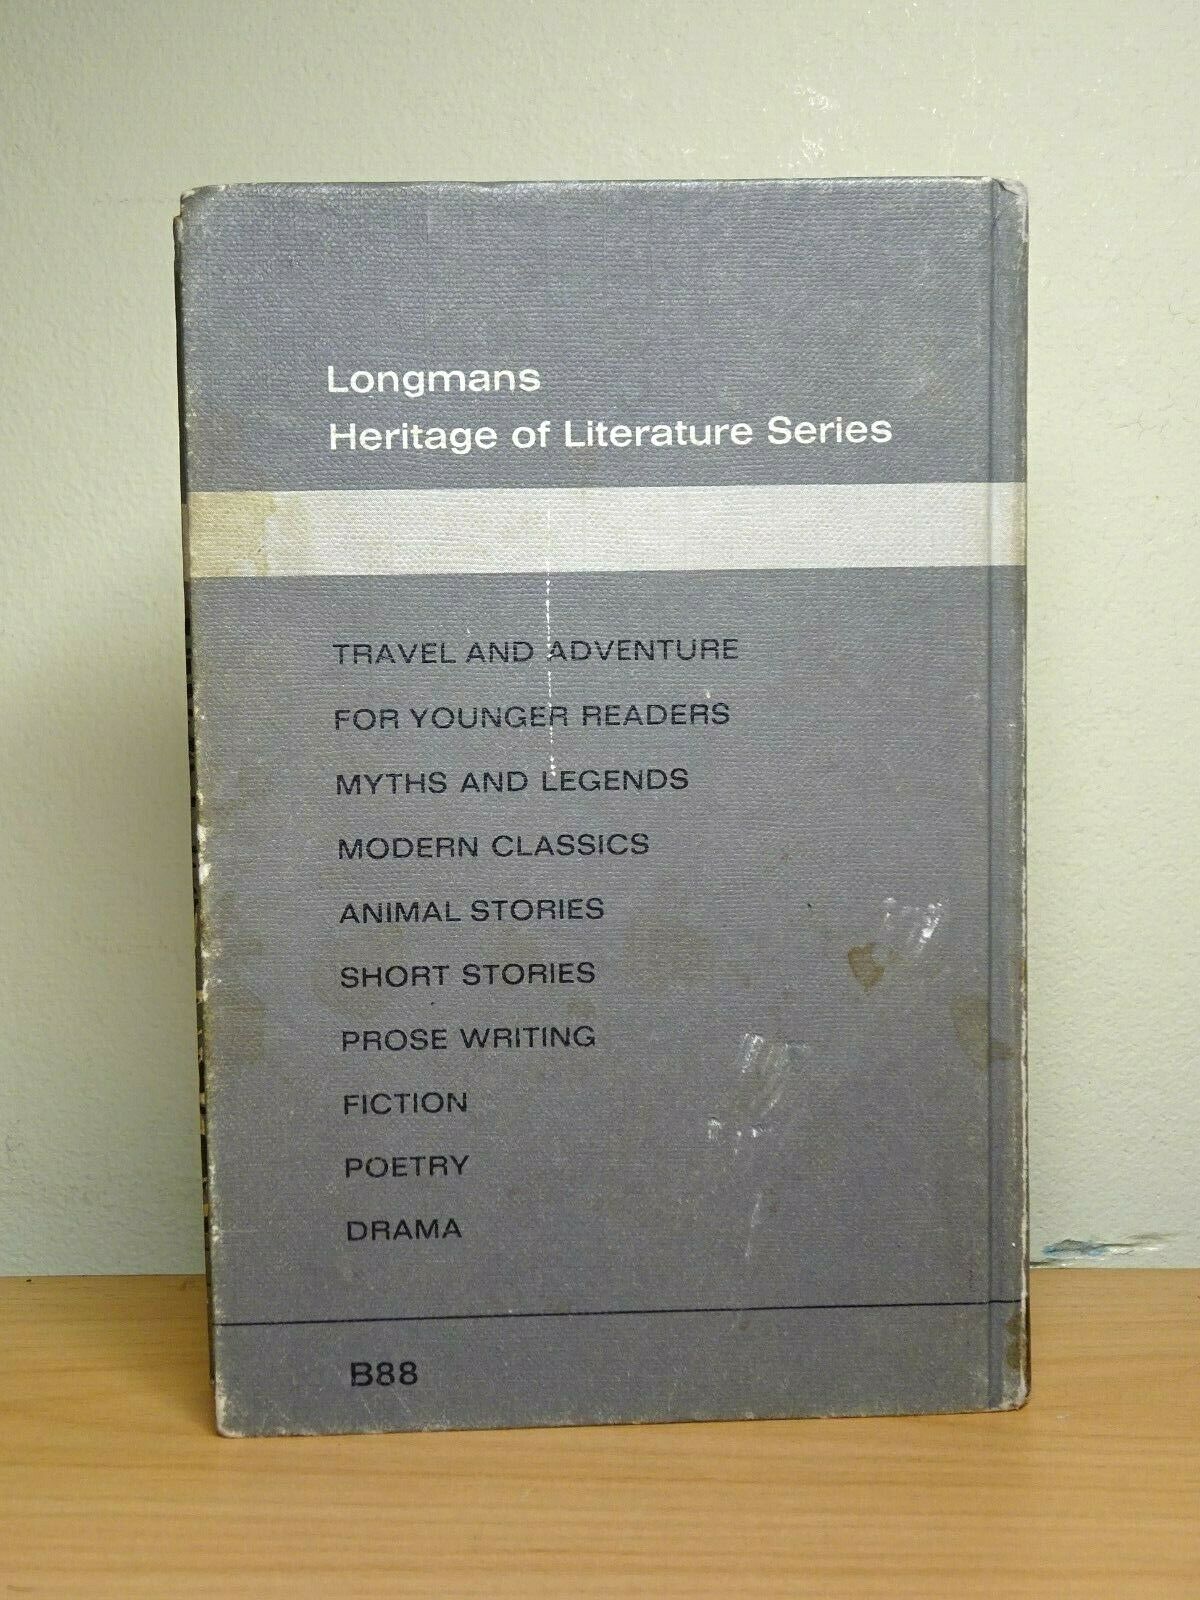 Longmans
Heritage of Literature Series
TRAVEL AND ADVENTURE
FOR YOUNGER READERS
MYTHS AND LEGENDS
MODERN CLASSICS
ANIMAL STORIES
SHORT STORIES
PROSE WRITING
FICTION
POETRY
DRAMA
B88